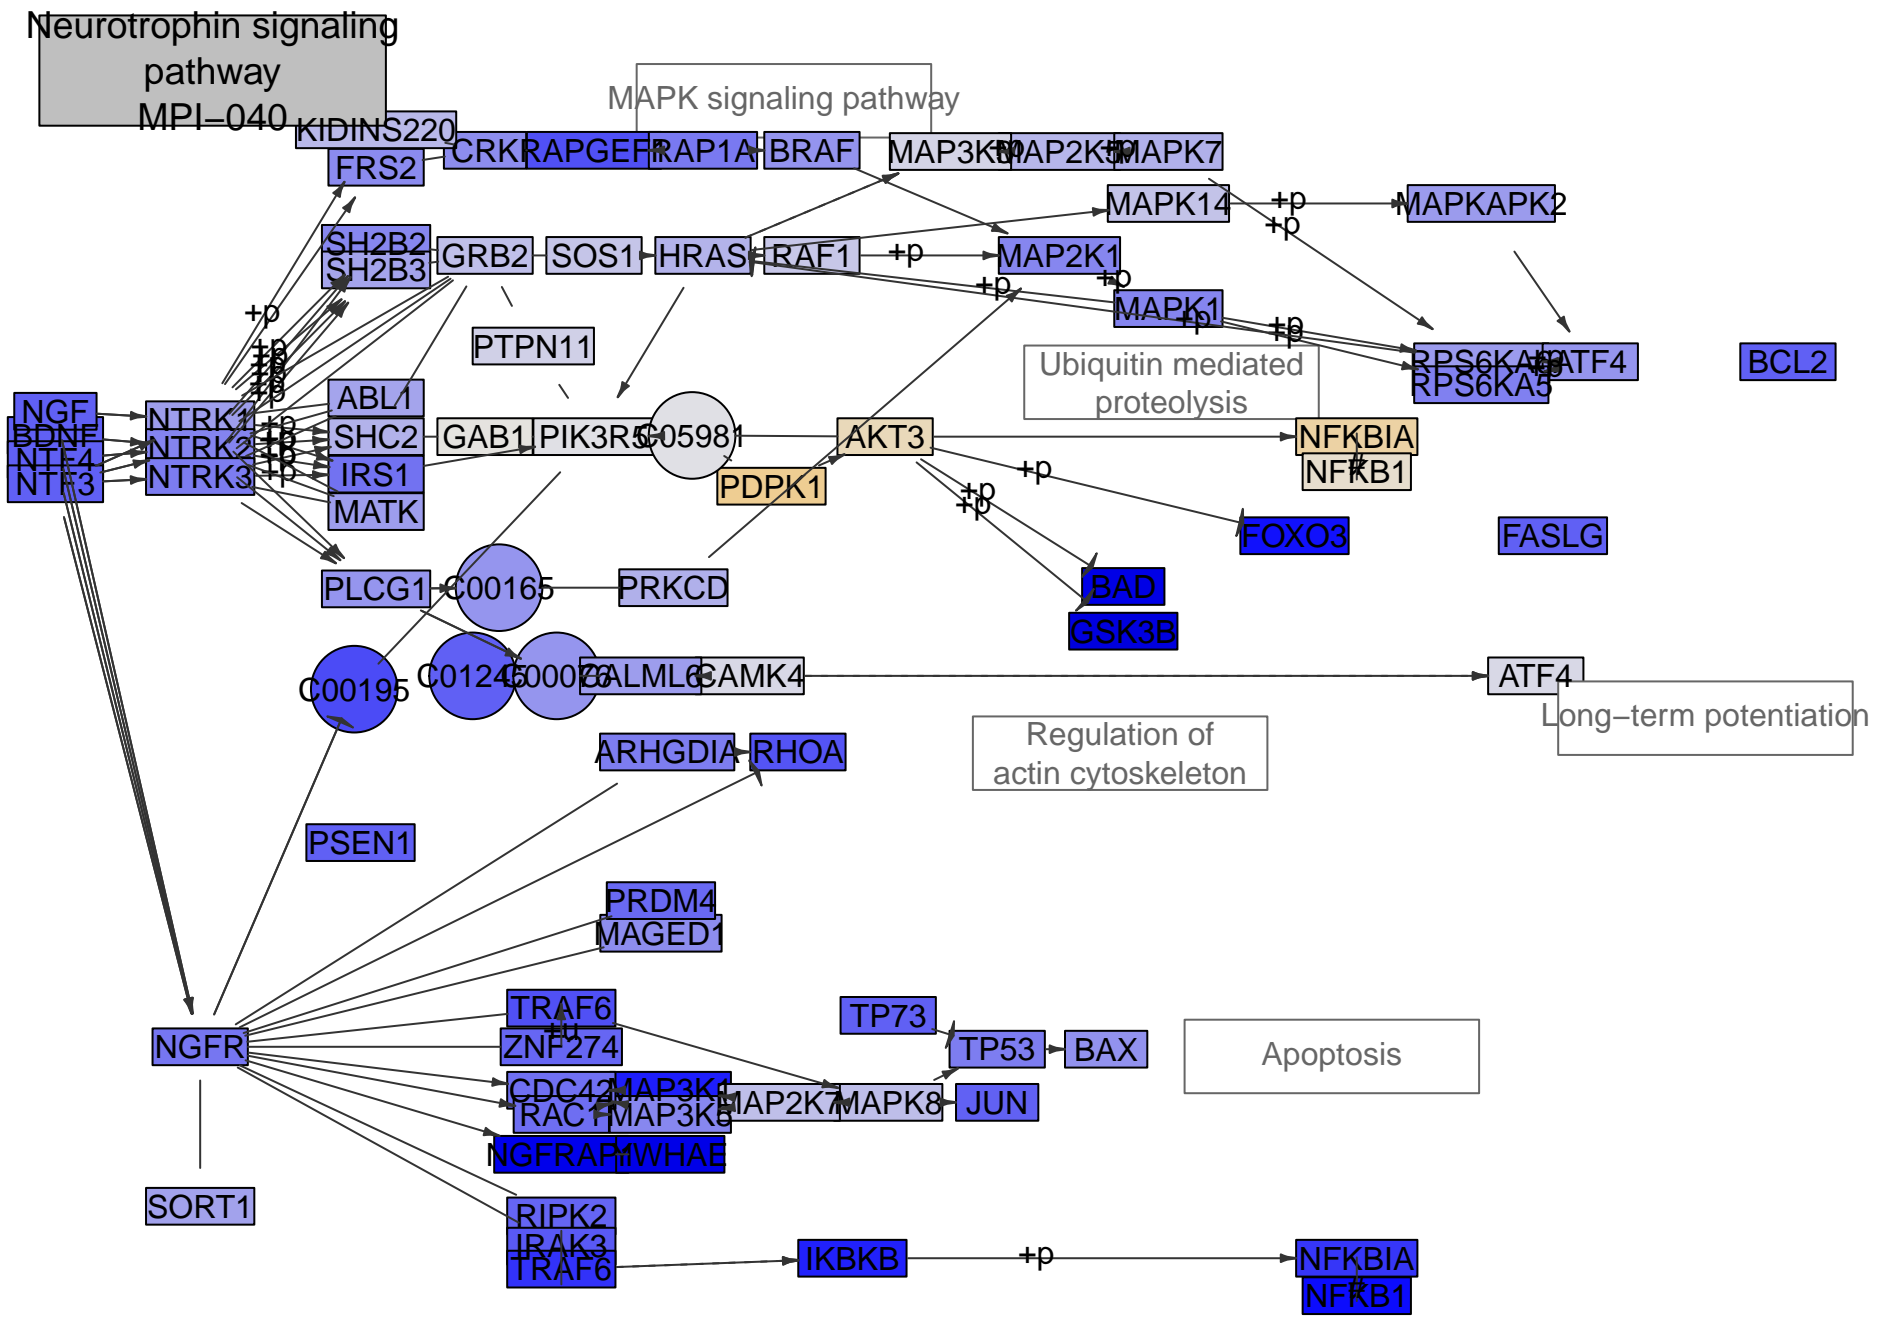 Neurotrophin signaling
pathway
MPI−040
MAPK signaling pathway
KIDINS220
FRS2
CRKL
RAPGEF1
RAP1A
BRAF
MAP3K3
+p
MAP2K5
+p
MAPK7
MAPK14
+p
MAPKAPK2
+p
SH2B2
SH2B3
GRB2
SOS1
HRAS
RAF1
+p
MAP2K1
+p
+p
MAPK1
+p
+p
+p
+p
PTPN11
Ubiquitin mediated
proteolysis
RPS6KA6
RPS6KA5
+p
ATF4
BCL2
+p
+p
+p
+p
+p
NGF
BDNF
NTF4
NTF3
NTRK1
NTRK2
NTRK3
+p
+p
+p
+p
ABL1
SHC2
IRS1
MATK
GAB1
PIK3R5
C05981
PDPK1
AKT3
+p
+p
+p
NFKBIA
NFKB1
FOXO3
FASLG
BAD
GSK3B
PLCG1
C00165
PRKCD
C00195
C01245
C00076
CALML6
CAMK4
ATF4
Long−term potentiation
ARHGDIA
RHOA
Regulation of
actin cytoskeleton
PSEN1
PRDM4
MAGED1
TRAF6
+u
ZNF274
NGFR
CDC42
RAC1
MAP3K1
MAP3K5
MAP2K7
MAPK8
JUN
TP73
TP53
BAX
Apoptosis
NGFRAP1
YWHAE
SORT1
RIPK2
IRAK3
TRAF6
IKBKB
+p
NFKBIA
NFKB1